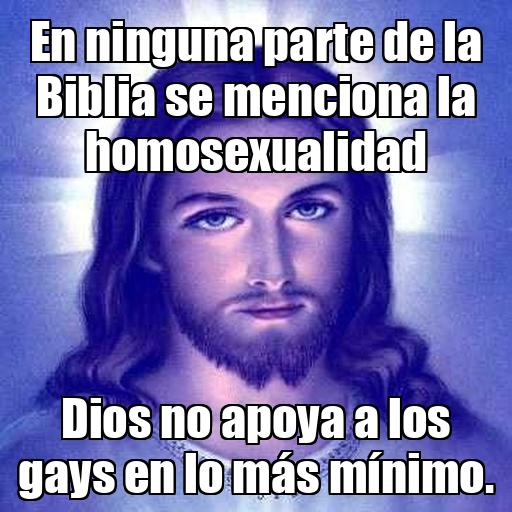 En ninguna parte de la
Biblia se menciona la
homosexualidad
Dios no apoya a los
gays en lo más mínimo.